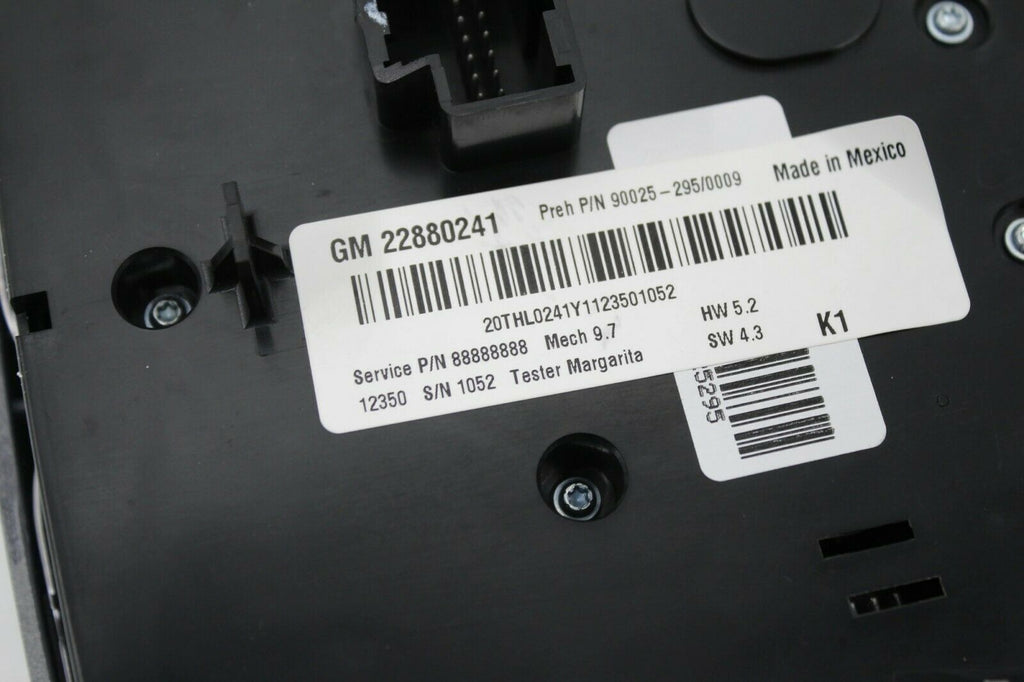 GM 22880241 Preh P/N 90025-295/0009 Made in Mexico
20THL0241Y1123501052
Service P/N 88888888 Mech 9.7 HW 5.2
12350 S/N 1052 Tester Margarita SW 4.3 K1
5295